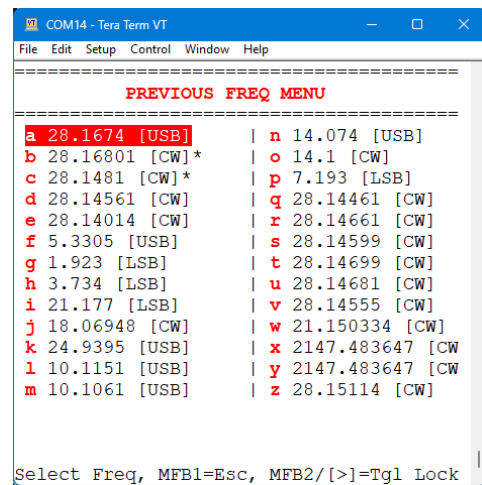 COM14 - Tera Term VT
File Edit Setup Control Window Help
============================================
PREVIOUS FREQ MENU
============================================
a 28.1674 [USB] | n 14.074 [USB]
b 28.16801 [CW]* | o 14.1 [CW]
c 28.1481 [CW]* | p 7.193 [LSB]
d 28.14561 [CW] | q 28.14461 [CW]
e 28.14014 [CW] | r 28.14661 [CW]
f 5.3305 [USB] | s 28.14599 [CW]
g 1.923 [LSB] | t 28.14699 [CW]
h 3.734 [LSB] | u 28.14681 [CW]
i 21.177 [LSB] | v 28.14555 [CW]
j 18.06948 [CW] | w 21.150334 [CW]
k 24.9395 [USB] | x 2147.483647 [CW
l 10.1151 [USB] | y 2147.483647 [CW
m 10.1061 [USB] | z 28.15114 [CW]
Select Freq, MFB1=Esc, MFB2/[>]=Tgl Lock